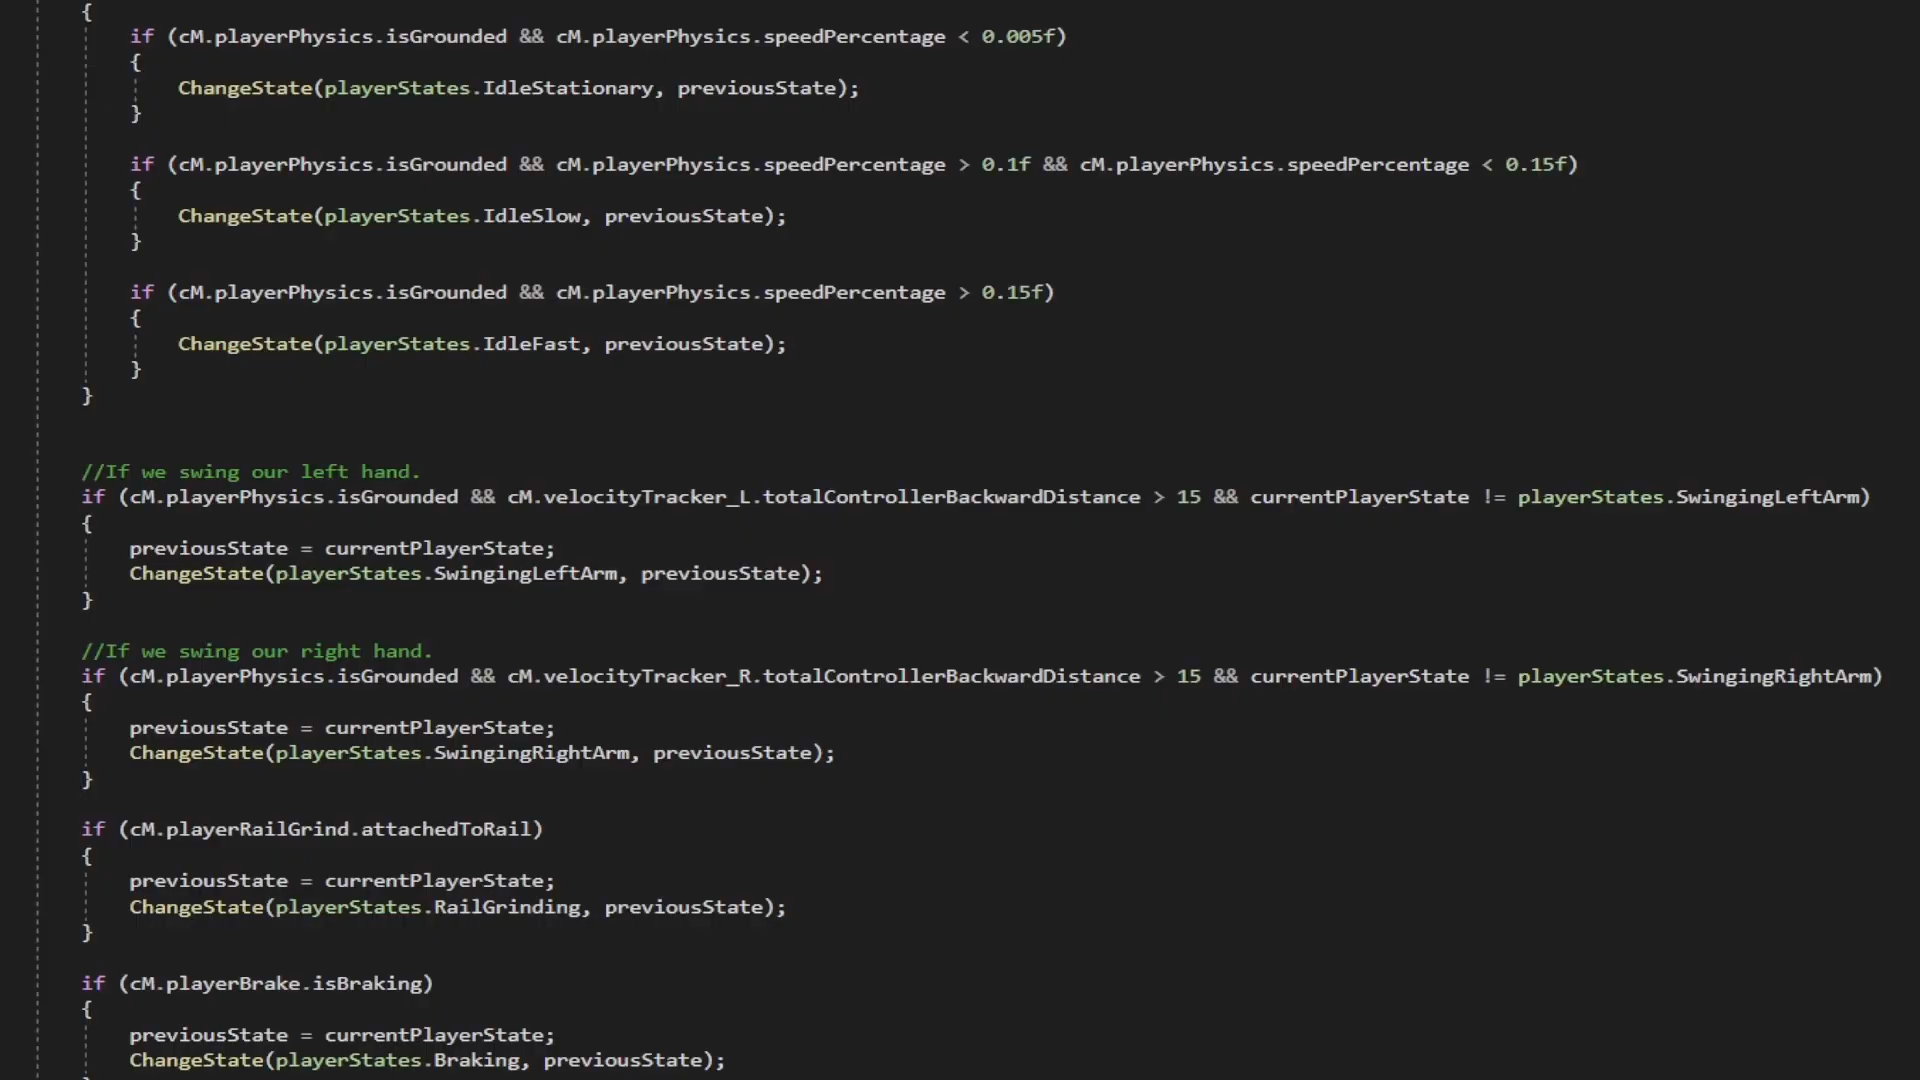 {
if (cM.playerPhysics.isGrounded && cM.playerPhysics.speedPercentage < 0.005f)
{
ChangeState(playerStates.IdleStationary, previousState);
}
if (cM.playerPhysics.isGrounded && cM.playerPhysics.speedPercentage > 0.1f && cM.playerPhysics.speedPercentage < 0.15f)
{
ChangeState(playerStates.IdleSlow, previousState);
}
if (cM.playerPhysics.isGrounded && cM.playerPhysics.speedPercentage > 0.15f)
{
ChangeState(playerStates.IdleFast, previousState);
}
}
//If we swing our left hand.
if (cM.playerPhysics.isGrounded && cM.velocityTracker_L.totalControllerBackwardDistance > 15 && currentPlayerState != playerStates.SwingingLeftArm)
{
previousState = currentPlayerState;
ChangeState(playerStates.SwingingLeftArm, previousState);
}
//If we swing our right hand.
if (cM.playerPhysics.isGrounded && cM.velocityTracker_R.totalControllerBackwardDistance > 15 && currentPlayerState != playerStates.SwingingRightArm)
{
previousState = currentPlayerState;
ChangeState(playerStates.SwingingRightArm, previousState);
}
if (cM.playerRailGrind.attachedToRail)
{
previousState = currentPlayerState;
ChangeState(playerStates.RailGrinding, previousState);
}
if (cM.playerBrake.isBraking)
{
previousState = currentPlayerState;
ChangeState(playerStates.Braking, previousState);